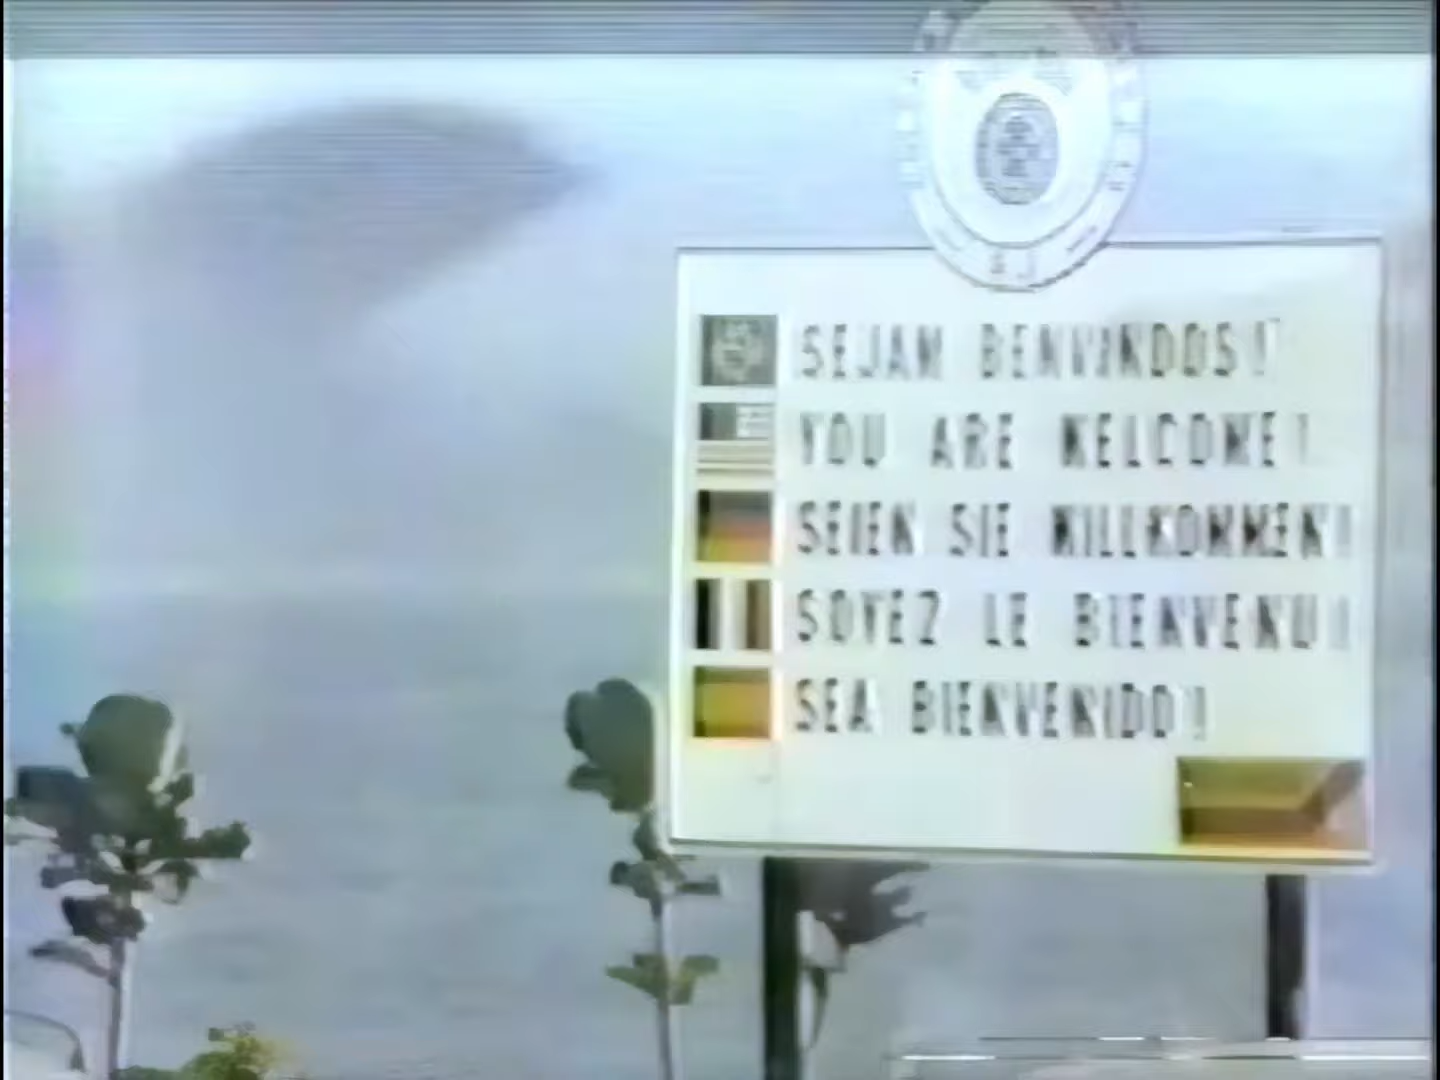 SEJAM BENVINDOS!
YOU ARE WELCOME!
SEIEN SIE WILLKOMMEN!
SOYEZ LE BIENVENU!
SEA BIENVENIDO!